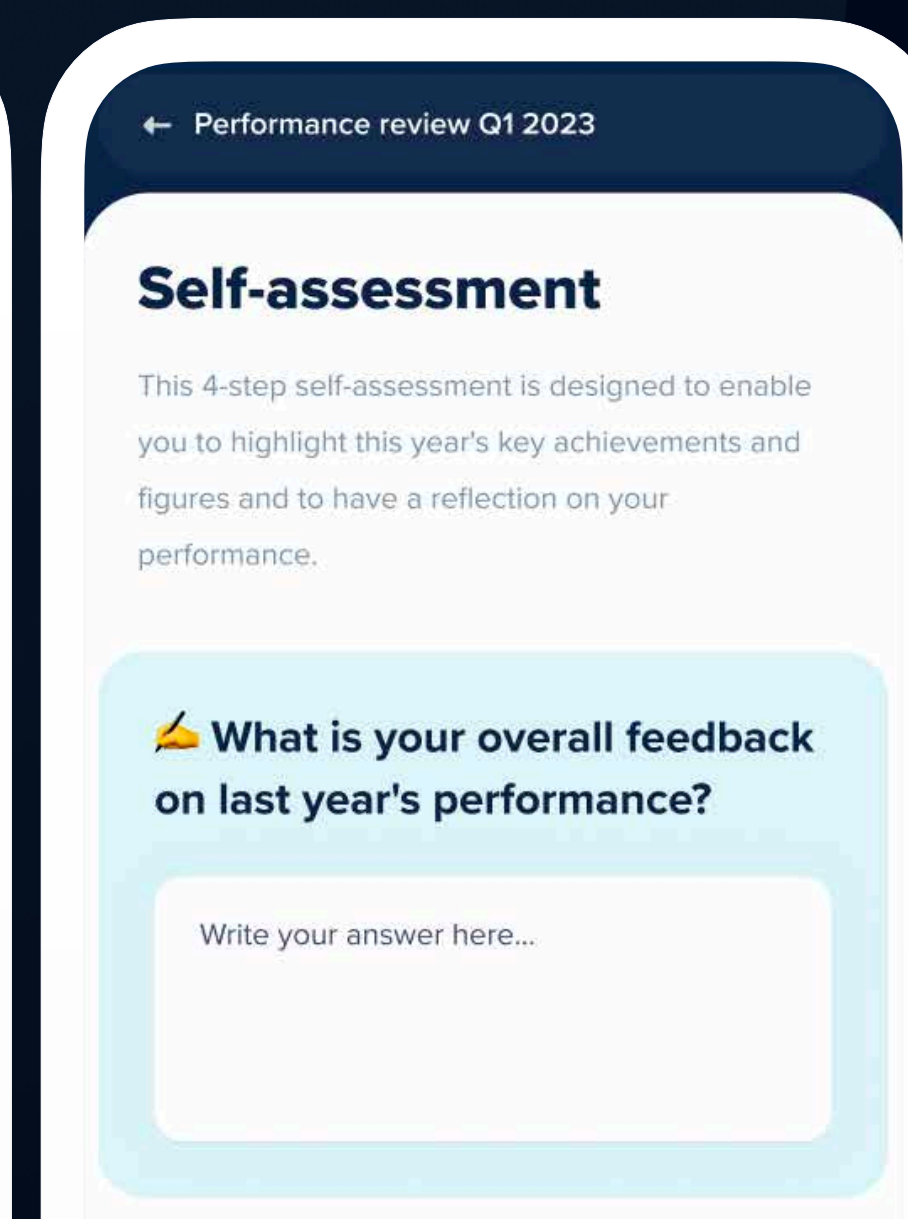 ← Performance review Q1 2023
Self-assessment
This 4-step self-assessment is designed to enable
you to highlight this year's key achievements and
figures and to have a reflection on your
performance.
✍️ What is your overall feedback
on last year's performance?
Write your answer here...